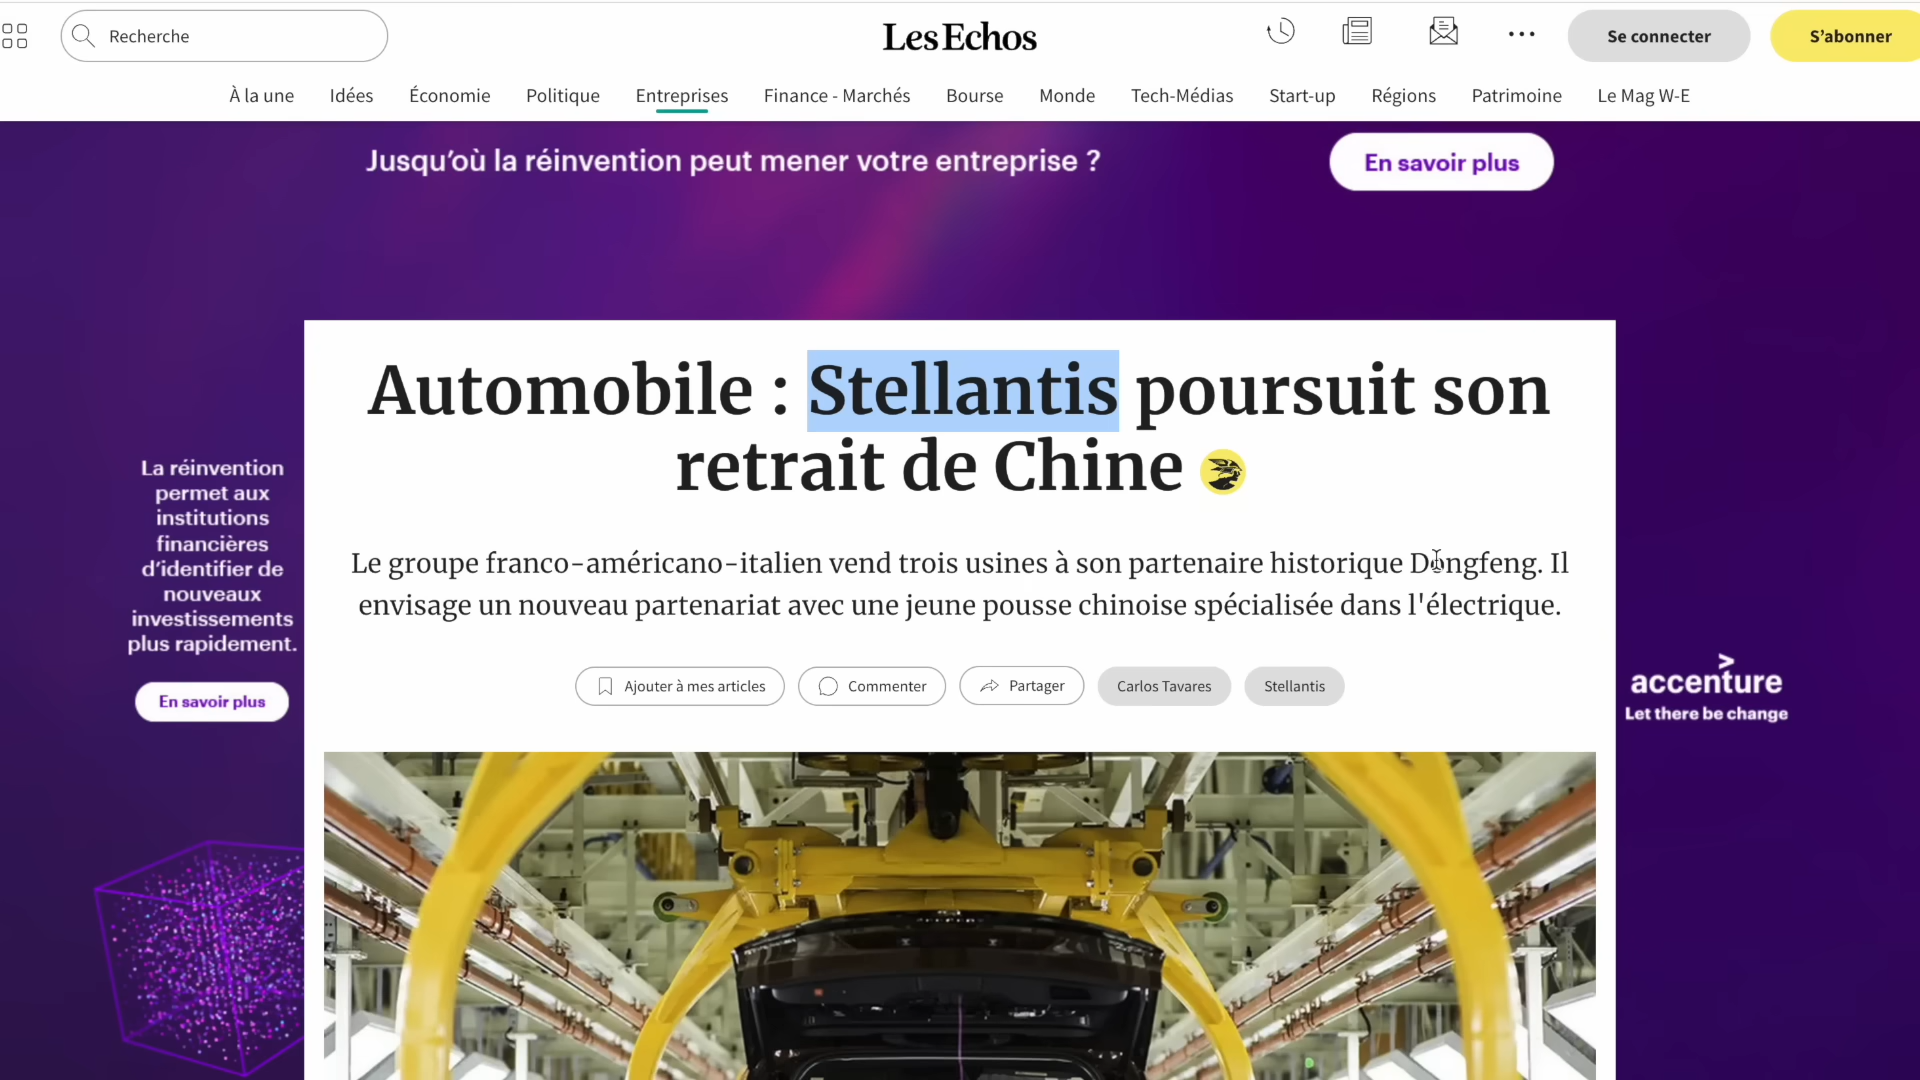 Recherche
Les Echos
Se connecter
S'abonner
À la une
Idées
Économie
Politique
Entreprises
Finance - Marchés
Bourse
Monde
Tech-Médias
Start-up
Régions
Patrimoine
Le Mag W-E
Jusqu'où la réinvention peut mener votre entreprise ?
En savoir plus
Automobile : Stellantis poursuit son
retrait de Chine
Le groupe franco-américano-italien vend trois usines à son partenaire historique Dongfeng. Il
envisage un nouveau partenariat avec une jeune pousse chinoise spécialisée dans l'électrique.
Ajouter à mes articles
Commenter
Partager
Carlos Tavares
Stellantis
La réinvention
permet aux
institutions
financières
d'identifier de
nouveaux
investissements
plus rapidement.
En savoir plus
accenture
Let there be change